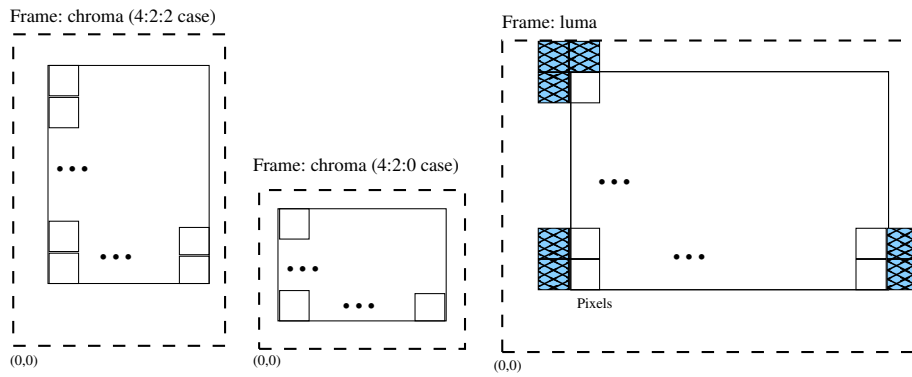 Frame: chroma (4:2:2 case)
Frame: luma
Frame: chroma (4:2:0 case)
Pixels
(0,0)
(0,0)
(0,0)